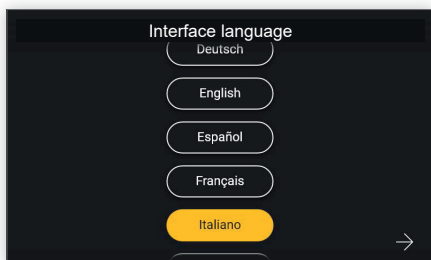 Interface language
Deutsch
English
Español
Français
Italiano